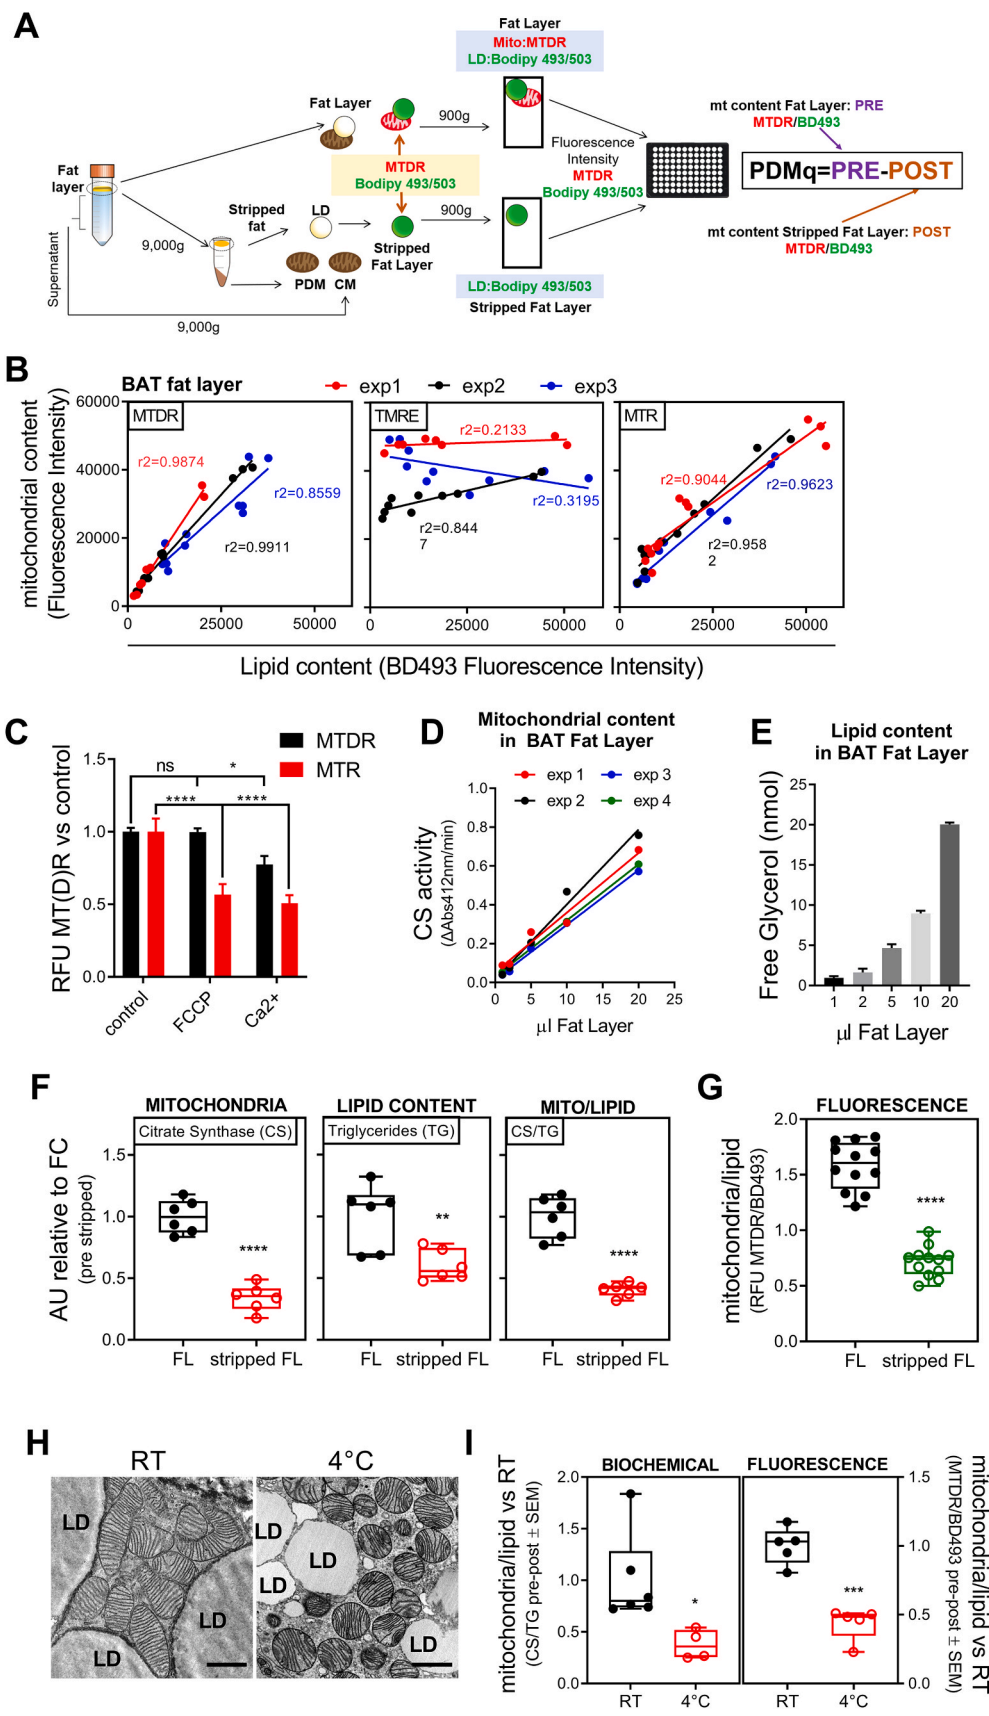 A
Fat Layer
Mito:MTDR
LD:Bodipy 493/503
Fat Layer
900g
mt content Fat Layer: PRE
MTDR/BD493
Fat
layer
MTDR
Bodipy 493/503
Fluorescence
Intensity
MTDR
Bodipy 493/503
PDMq=PRE-POST
Stripped
fat
LD
900g
9,000g
Stripped
Fat Layer
mt content Stripped Fat Layer: POST
MTDR/BD493
Supernatant
PDM CM
LD:Bodipy 493/503
Stripped Fat Layer
9,000g
B
BAT fat layer
exp1
exp2
exp3
mitochondrial content
(Fluorescence Intensity)
60000
40000
20000
0
MTDR
r2=0.9874
r2=0.8559
r2=0.9911
0 25000 50000
TMRE
r2=0.2133
r2=0.3195
r2=0.844
7
0 25000 50000
MTR
r2=0.9044
r2=0.9623
r2=0.958
2
0 25000 50000
Lipid content (BD493 Fluorescence Intensity)
C
MTDR
MTR
RFU MT(D)R vs control
1.5
1.0
0.5
0.0
ns
*
****
****
control
FCCP
Ca2+
D
Mitochondrial content
in BAT Fat Layer
exp 1
exp 3
exp 2
exp 4
CS activity
(ΔAbs412nm/min)
1.0
0.8
0.6
0.4
0.2
0.0
0 5 10 15 20 25
µl Fat Layer
E
Lipid content
in BAT Fat Layer
Free Glycerol (nmol)
25
20
15
10
5
0
1 2 5 10 20
µl Fat Layer
F
AU relative to FC
(pre stripped)
1.5
1.0
0.5
0.0
MITOCHONDRIA
Citrate Synthase (CS)
****
FL stripped FL
LIPID CONTENT
Triglycerides (TG)
**
FL stripped FL
MITO/LIPID
CS/TG
****
FL stripped FL
G
FLUORESCENCE
mitochondria/lipid
(RFU MTDR/BD493)
2.0
1.5
1.0
0.5
0.0
****
FL stripped FL
H
RT
4°C
LD
LD
LD
LD
LD
LD
LD
I
mitochondria/lipid vs RT
(CS/TG pre-post ± SEM)
2.0
1.5
1.0
0.5
0.0
BIOCHEMICAL
*
RT 4°C
FLUORESCENCE
***
RT 4°C
1.5
1.0
0.5
0.0
mitochondria/lipid vs RT
(MTDR/BD493 pre-post ± SEM)